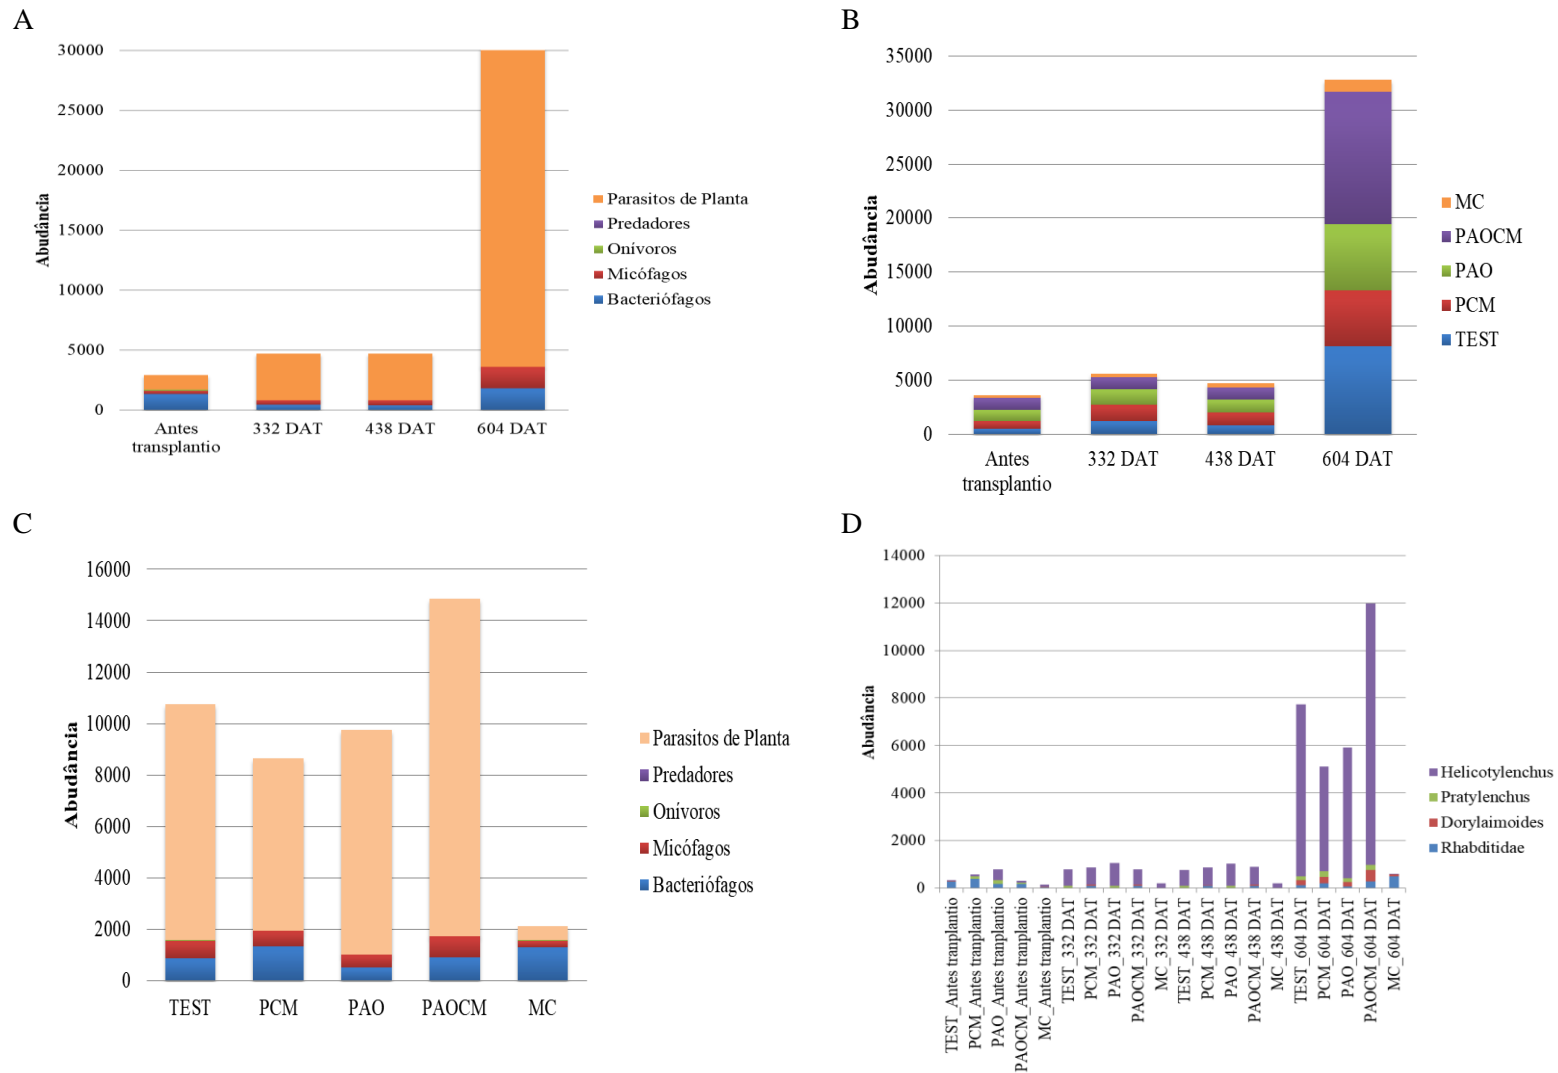 A
30000
25000
20000
15000
10000
5000
0
Abudância
Antes
transplantio
332 DAT
438 DAT
604 DAT
Parasitos de Planta
Predadores
Onívoros
Micófagos
Bacteriófagos
B
35000
30000
25000
20000
15000
10000
5000
0
Abudância
Antes
transplantio
332 DAT
438 DAT
604 DAT
MC
PAOCM
PAO
PCM
TEST
C
16000
14000
12000
10000
8000
6000
4000
2000
0
Abudância
TEST
PCM
PAO
PAOCM
MC
Parasitos de Planta
Predadores
Onívoros
Micófagos
Bacteriófagos
D
14000
12000
10000
8000
6000
4000
2000
0
Abudância
TEST_Antes tranplantio
PCM_Antes tranplantio
PAO_Antes tranplantio
PAOCM_Antes tranplantio
MC_Antes tranplantio
TEST_332 DAT
PCM_332 DAT
PAO_332 DAT
PAOCM_332 DAT
MC_332 DAT
TEST_438 DAT
PCM_438 DAT
PAO_438 DAT
PAOCM_438 DAT
MC_438 DAT
TEST_604 DAT
PCM_604 DAT
PAO_604 DAT
PAOCM_604 DAT
MC_604 DAT
Helicotylenchus
Pratylenchus
Dorylaimoides
Rhabditidae